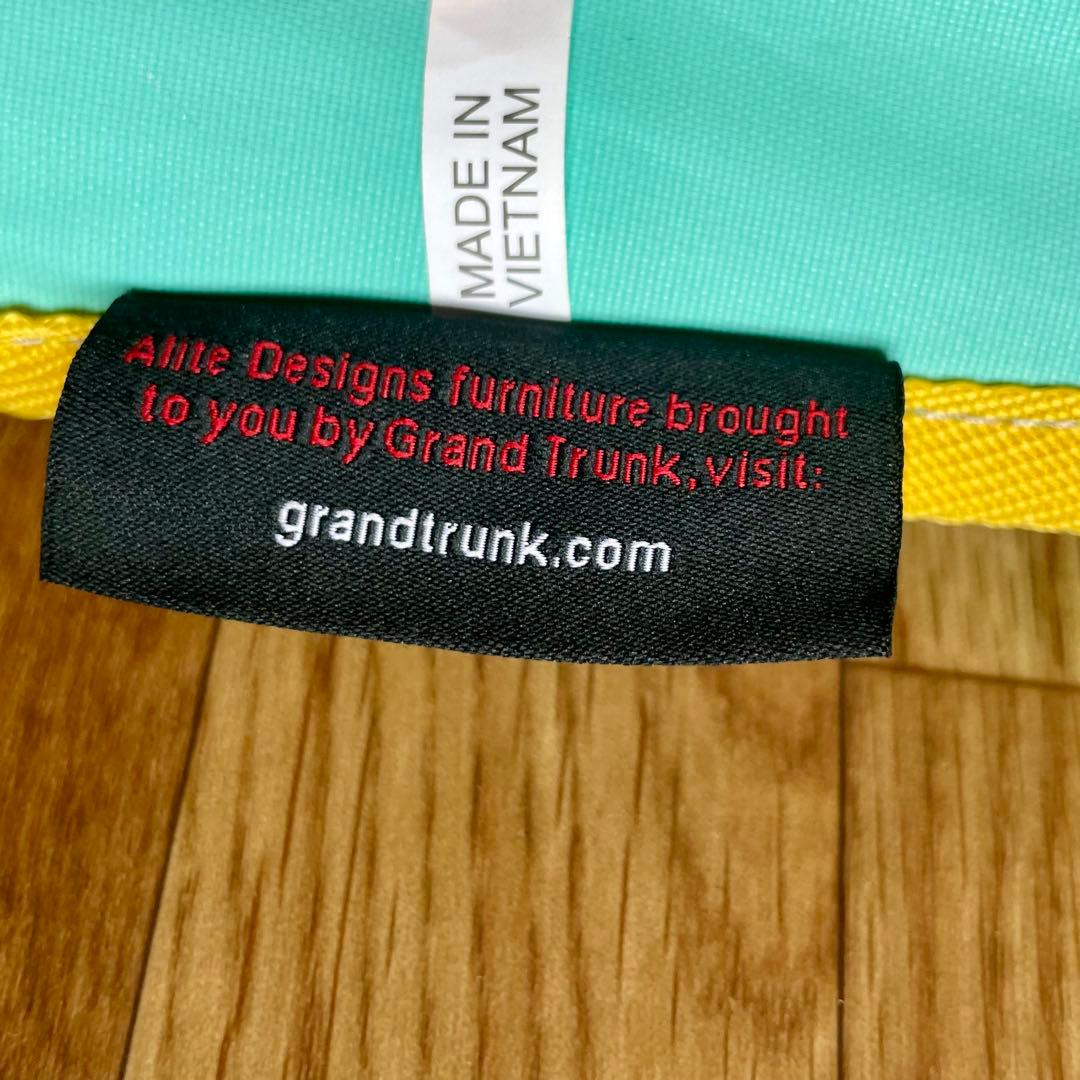 MADE IN
VIETNAM
Alite Designs furniture brought
to you by Grand Trunk, visit:
grandtrunk.com